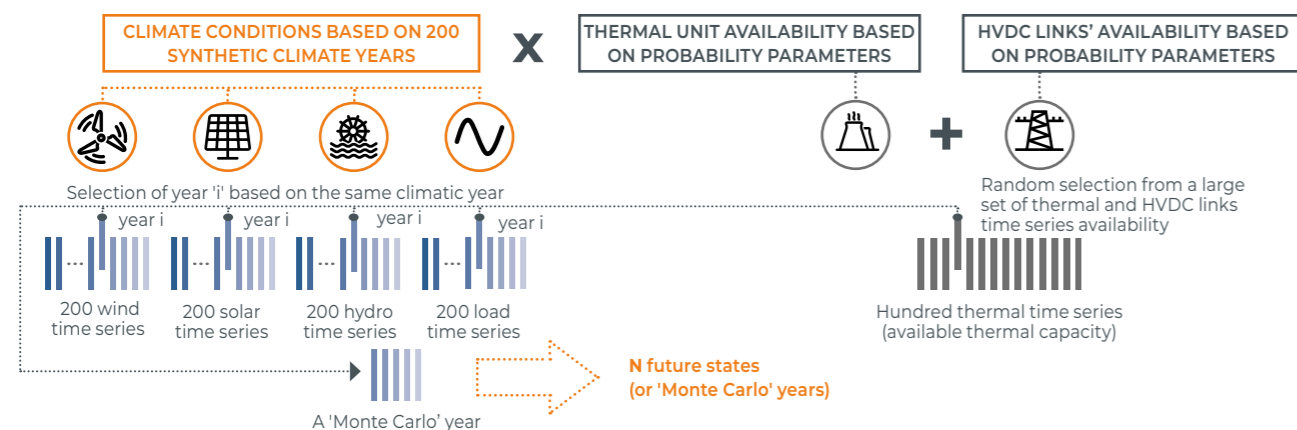 CLIMATE CONDITIONS BASED ON 200
SYNTHETIC CLIMATE YEARS
X
THERMAL UNIT AVAILABILITY BASED
ON PROBABILITY PARAMETERS
HVDC LINKS' AVAILABILITY BASED
ON PROBABILITY PARAMETERS
+
Selection of year 'i' based on the same climatic year
Random selection from a large
set of thermal and HVDC links
time series availability
year i
year i
year i
year i
...
...
...
...
200 wind
time series
200 solar
time series
200 hydro
time series
200 load
time series
Hundred thermal time series
(available thermal capacity)
A 'Monte Carlo’ year
N future states
(or 'Monte Carlo' years)